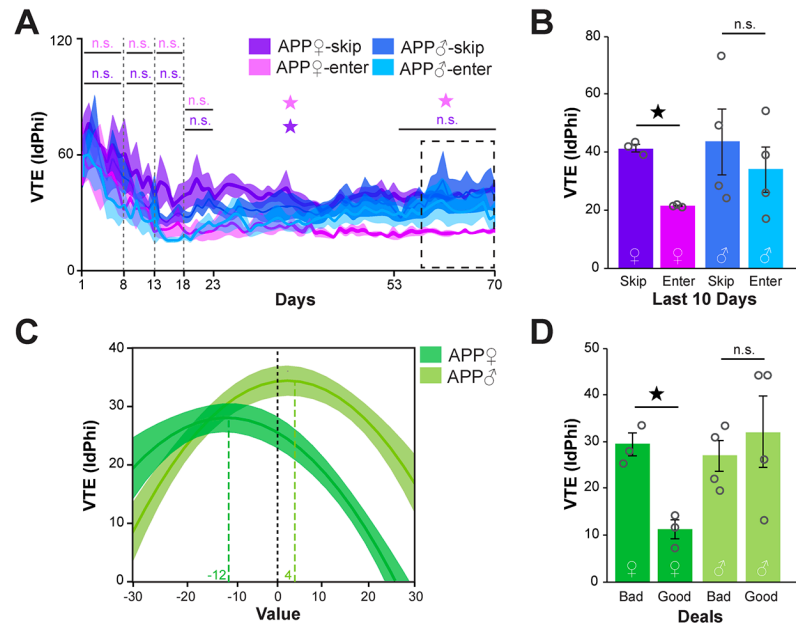 A
120
60
0
VTE (IdPhi)
n.s. n.s. n.s.
n.s. n.s. n.s.
n.s.
n.s.
★
★
★
n.s.
APP♀-skip APP♂-skip
APP♀-enter APP♂-enter
1 8 13 18 23 53 70
Days
B
80
60
40
20
0
VTE (IdPhi)
★
n.s.
♀ ♀ ♂ ♂
Skip Enter Skip Enter
Last 10 Days
C
40
30
20
10
0
VTE (IdPhi)
APP♀
APP♂
-12 4
-30 -20 -10 0 10 20 30
Value
D
50
40
30
20
10
0
VTE (IdPhi)
★
n.s.
♀ ♀ ♂ ♂
Bad Good Bad Good
Deals